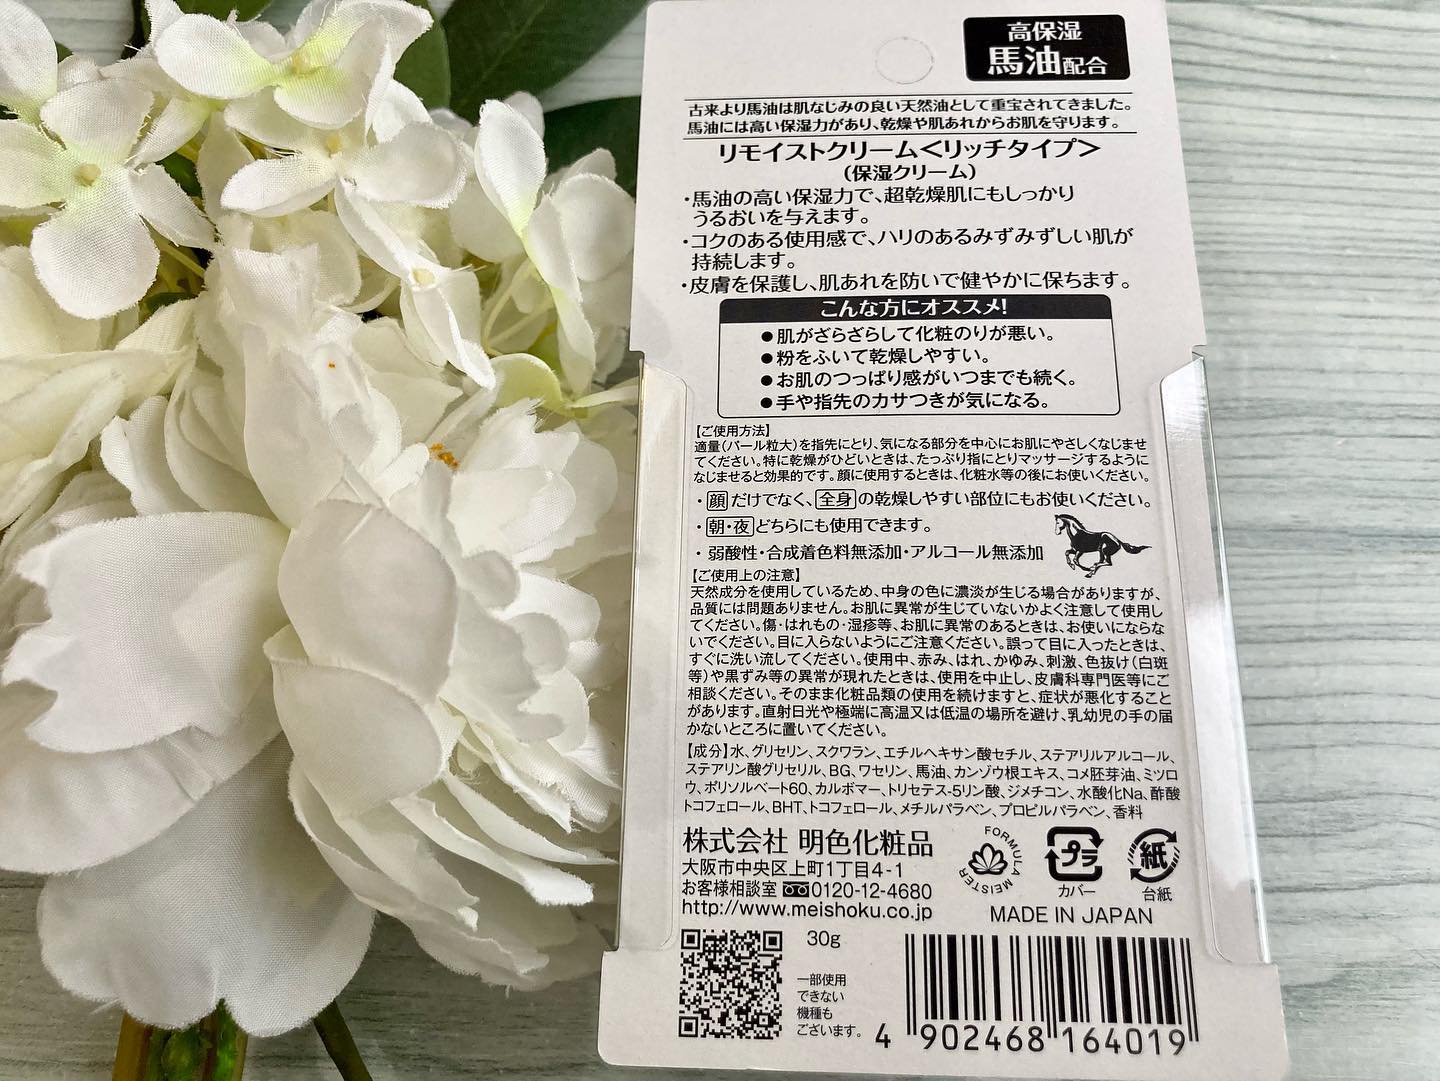 高保湿
馬油配合
古来より馬油は肌なじみの良い天然油として重宝されてきました。
馬油には高い保湿力があり、乾燥や肌あれからお肌を守ります。
リモイストクリーム<リッチタイプ>
(保湿クリーム)
・馬油の高い保湿力で、超乾燥肌にもしっかり
うるおいを与えます。
・コクのある使用感で、ハリのあるみずみずしい肌が
持続します。
・皮膚を保護し、肌あれを防いで健やかに保ちます。
こんな方にオススメ!
●肌がざらざらして化粧のりが悪い。
●粉をふいて乾燥しやすい。
●お肌のつっぱり感がいつまでも続く。
●手や指先のカサつきが気になる。
【ご使用方法】
適量(パール粒大)を指先にとり、気になる部分を中心にお肌にやさしくなじませ
てください。特に乾燥がひどいときは、たっぷり指にとりマッサージするように
なじませると効果的です。顔に使用するときは、化粧水等の後にお使いください。
・顔だけでなく、全身の乾燥しやすい部位にもお使いください。
・朝・夜どちらにも使用できます。
・弱酸性・合成着色料無添加・アルコール無添加
【ご使用上の注意】
天然成分を使用しているため、中身の色に濃淡が生じる場合がありますが、
品質には問題ありません。お肌に異常が生じていないかよく注意して使用し
てください。傷・はれもの・湿疹等、お肌に異常のあるときは、お使いにならな
いでください。目に入らないようにご注意ください。誤って目に入ったときは、
すぐに洗い流してください。使用中、赤み、はれ、かゆみ、刺激、色抜け(白斑
等)や黒ずみ等の異常が現れたときは、使用を中止し、皮膚科専門医等にご
相談ください。そのまま化粧品類の使用を続けますと、症状が悪化すること
があります。直射日光や極端に高温又は低温の場所を避け、乳幼児の手の届
かないところに置いてください。
【成分】水、グリセリン、スクワラン、エチルヘキサン酸セチル、ステアリルアルコール、
ステアリン酸グリセリル、BG、ワセリン、馬油、カンゾウ根エキス、コメ胚芽油、ミツロ
ウ、ポリソルベート60、カルボマー、トリセテス-5リン酸、ジメチコン、水酸化Na、酢酸
トコフェロール、BHT、トコフェロール、メチルパラベン、プロピルパラベン、香料
株式会社 明色化粧品
大阪市中央区上町1丁目4-1
お客様相談室 0120-12-4680
http://www.meishoku.co.jp
FORMULA MEISTER
プラ
カバー
紙
台紙
MADE IN JAPAN
30g
一部使用
できない
機種も
ございます。
4 902468 164019